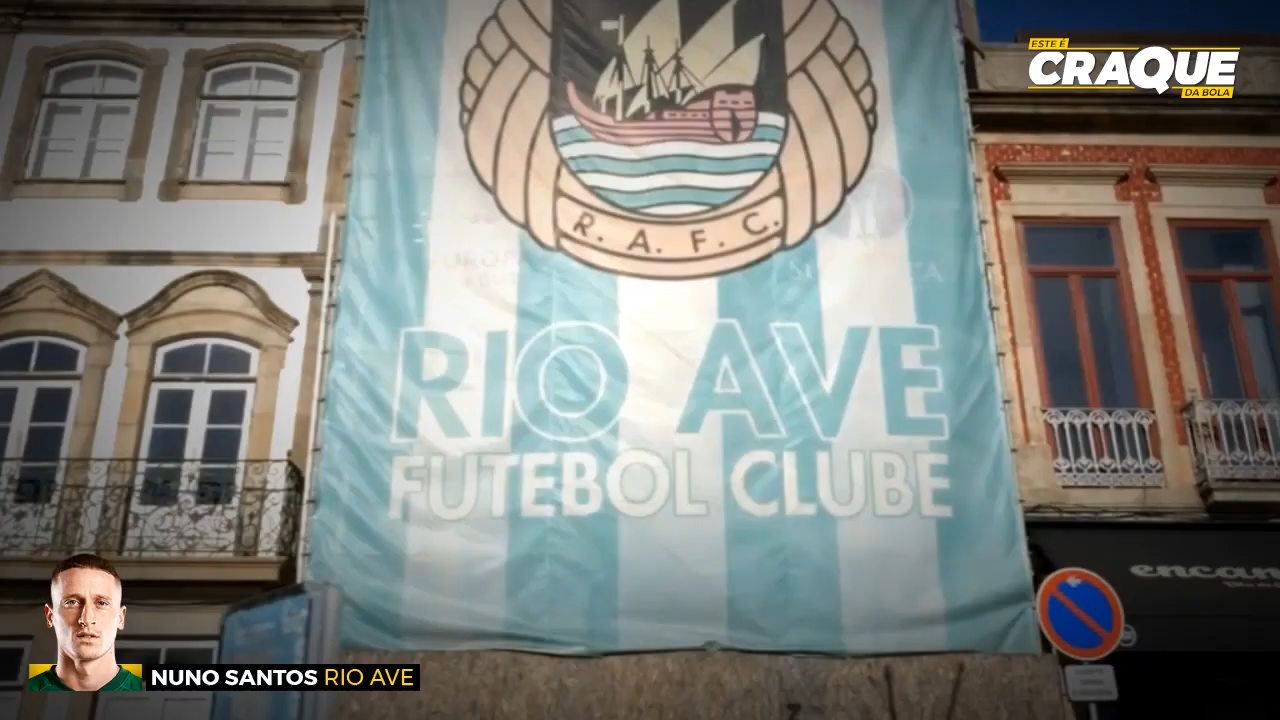 ESTE É
CRAQUE
DA BOLA
R. A. F. C.
RIO AVE
FUTEBOL CLUBE
NUNO SANTOS RIO AVE